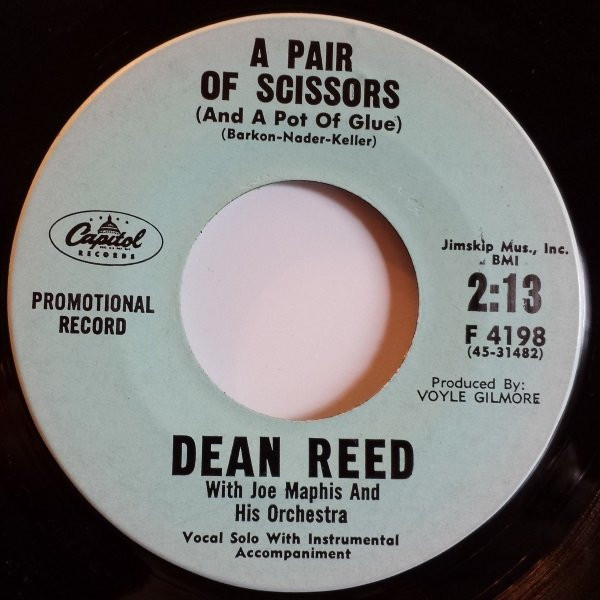 A PAIR
OF SCISSORS
(And A Pot Of Glue)
(Barkon-Nader-Keller)
Capitol
RECORDS
PROMOTIONAL
RECORD
Jimskip Mus., Inc.
BMI
2:13
F 4198
(45-31482)
Produced By:
VOYLE GILMORE
DEAN REED
With Joe Maphis And
His Orchestra
Vocal Solo With Instrumental
Accompaniment